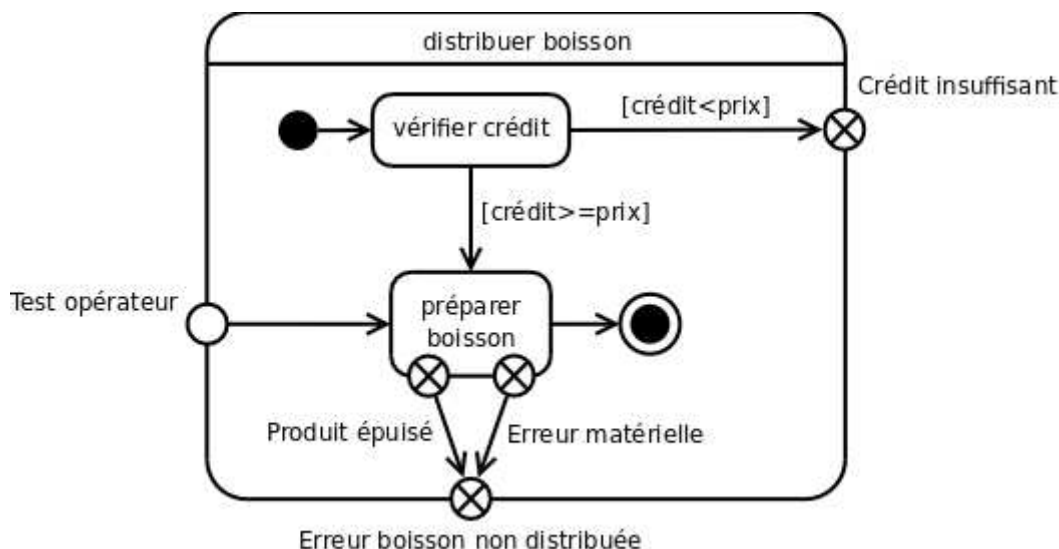 distribuer boisson
Crédit insuffisant
[crédit<prix]
vérifier crédit
[crédit>=prix]
Test opérateur
préparer
boisson
Produit épuisé
Erreur matérielle
Erreur boisson non distribuée